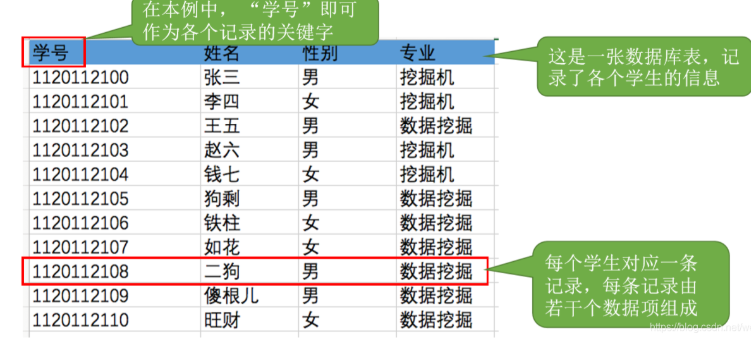 在本例中，“学号”即可
作为各个记录的关键字
学号 姓名 性别 专业
这是一张数据库表，记
录了各个学生的信息
1120112100 张三 男 挖掘机
1120112101 李四 女 挖掘机
1120112102 王五 男 数据挖掘
1120112103 赵六 男 挖掘机
1120112104 钱七 女 挖掘机
1120112105 狗剩 男 数据挖掘
1120112106 铁柱 女 数据挖掘
1120112107 如花 女 数据挖掘
1120112108 二狗 男 数据挖掘
每个学生对应一条
记录，每条记录由
若干个数据项组成
1120112109 傻根儿 男 数据挖掘
1120112110 旺财 女 数据挖掘